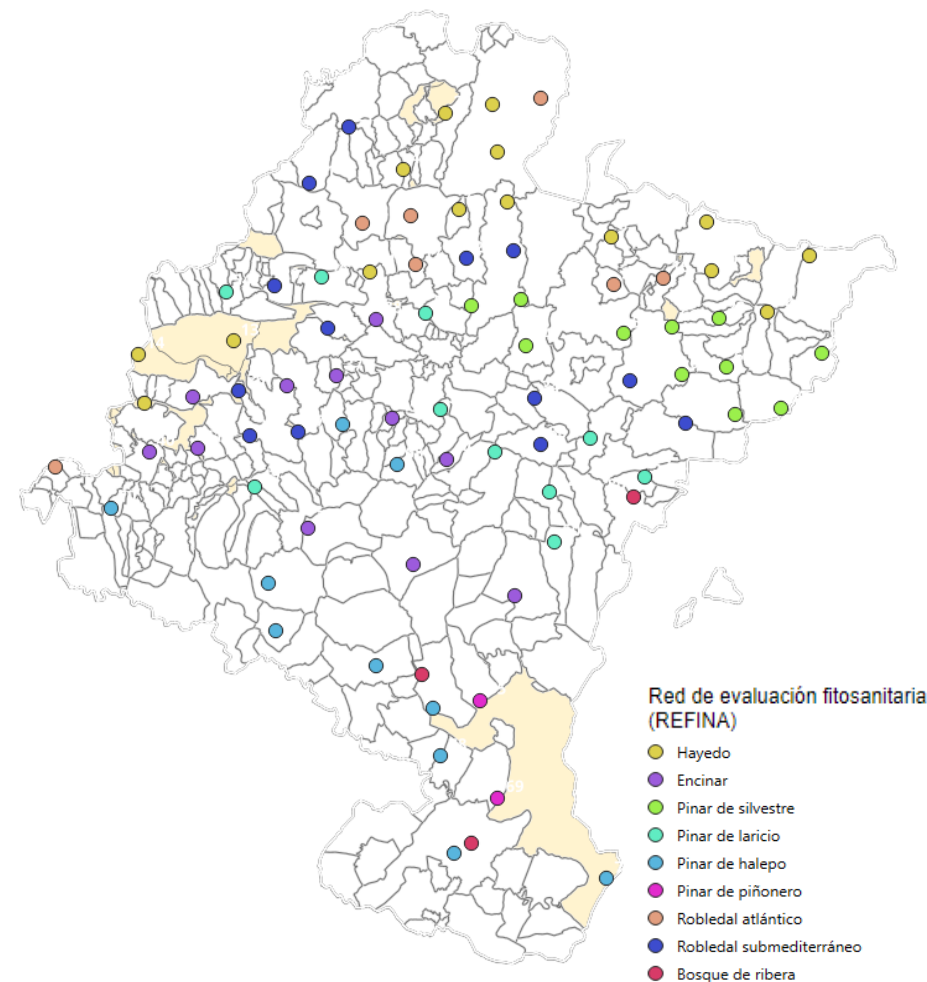 Red de evaluación fitosanitaria
(REFINA)
Hayedo
Encinar
Pinar de silvestre
Pinar de laricio
Pinar de halepo
Pinar de piñonero
Robledal atlántico
Robledal submediterráneo
Bosque de ribera